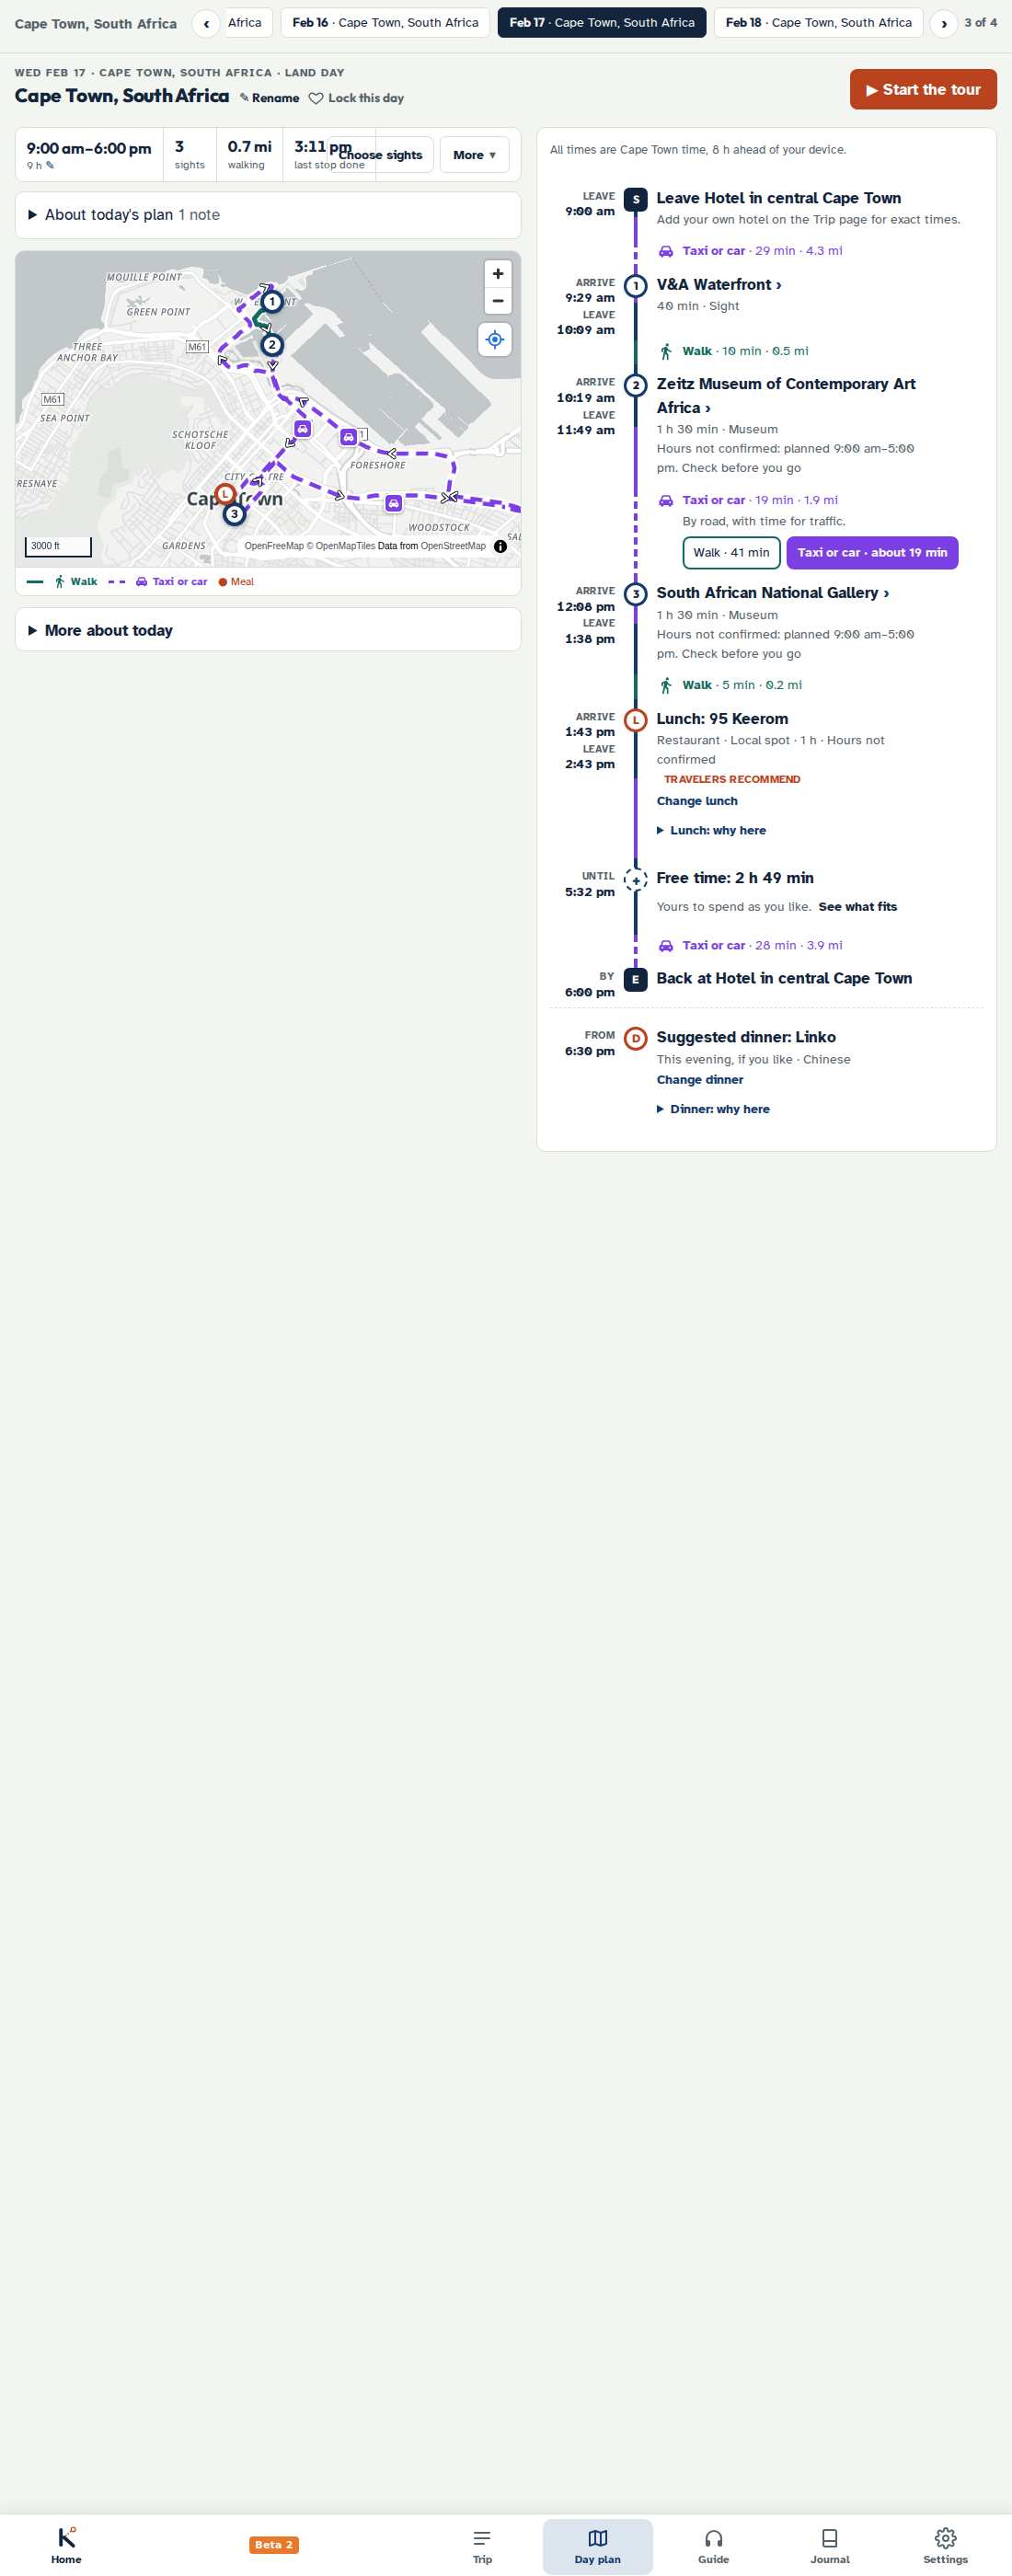 Cape Town, South Africa
‹
Africa
Feb 16 · Cape Town, South Africa
Feb 17 · Cape Town, South Africa
Feb 18 · Cape Town, South Africa
›
3 of 4
WED FEB 17 · CAPE TOWN, SOUTH AFRICA · LAND DAY
Cape Town, South Africa
✎ Rename
Lock this day
▶ Start the tour
9:00 am–6:00 pm
9 h ✎
3
sights
0.7 mi
walking
3:11 pm
last stop done
Choose sights
More ▼
▶ About today's plan 1 note
MOUILLE POINT
GREEN POINT
THREE
ANCHOR BAY
M61
M61
SEA POINT
SCHOTSCHE
KLOOF
RESNAYE
FORESHORE
WOODSTOCK
GARDENS
1
2
3
L
+
−
3000 ft
OpenFreeMap © OpenMapTiles Data from OpenStreetMap
Walk
Taxi or car
Meal
▶ More about today
All times are Cape Town time, 8 h ahead of your device.
LEAVE
9:00 am
S
Leave Hotel in central Cape Town
Add your own hotel on the Trip page for exact times.
Taxi or car · 29 min · 4.3 mi
ARRIVE
9:29 am
LEAVE
10:09 am
1
V&A Waterfront ›
40 min · Sight
Walk · 10 min · 0.5 mi
ARRIVE
10:19 am
LEAVE
11:49 am
2
Zeitz Museum of Contemporary Art
Africa ›
1 h 30 min · Museum
Hours not confirmed: planned 9:00 am–5:00
pm. Check before you go
Taxi or car · 19 min · 1.9 mi
By road, with time for traffic.
Walk · 41 min
Taxi or car · about 19 min
ARRIVE
12:08 pm
LEAVE
1:38 pm
3
South African National Gallery ›
1 h 30 min · Museum
Hours not confirmed: planned 9:00 am–5:00
pm. Check before you go
Walk · 5 min · 0.2 mi
ARRIVE
1:43 pm
LEAVE
2:43 pm
L
Lunch: 95 Keerom
Restaurant · Local spot · 1 h · Hours not
confirmed
TRAVELERS RECOMMEND
Change lunch
▶ Lunch: why here
UNTIL
5:32 pm
+
Free time: 2 h 49 min
Yours to spend as you like. See what fits
Taxi or car · 28 min · 3.9 mi
BY
6:00 pm
E
Back at Hotel in central Cape Town
FROM
6:30 pm
D
Suggested dinner: Linko
This evening, if you like · Chinese
Change dinner
▶ Dinner: why here
Home
Beta 2
Trip
Day plan
Guide
Journal
Settings